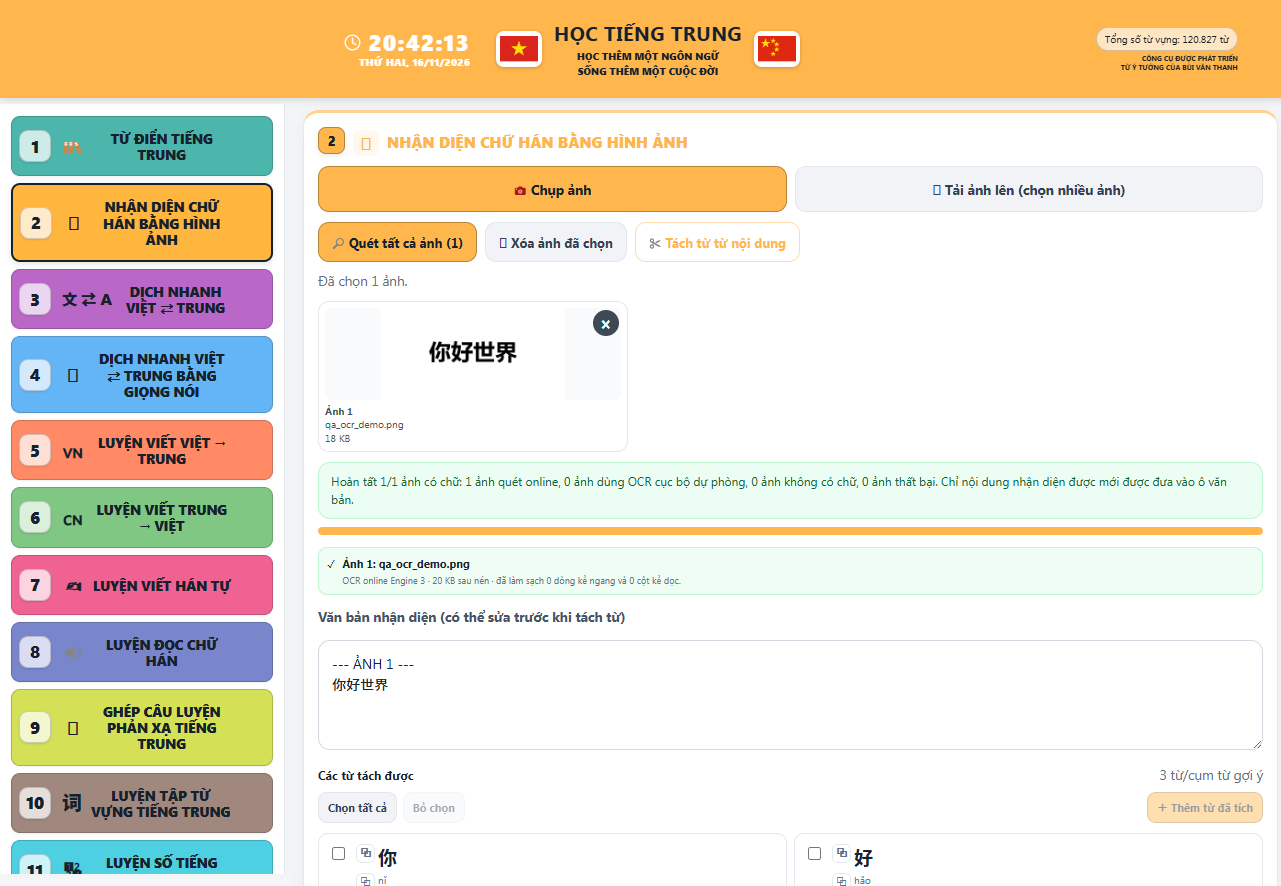 20:42:13
THỨ HAI, 16/11/2026
HỌC TIẾNG TRUNG
HỌC THÊM MỘT NGÔN NGỮ
SỐNG THÊM MỘT CUỘC ĐỜI
Tổng số từ vựng: 120.827 từ
CÔNG CỤ ĐƯỢC PHÁT TRIỂN
TỪ Ý TƯỞNG CỦA BÙI VĂN THANH
1
TỪ ĐIỂN TIẾNG
TRUNG
2
NHẬN DIỆN CHỮ
HÁN BẰNG HÌNH
ẢNH
3
文 ⇄ A
DỊCH NHANH
VIỆT ⇄ TRUNG
4
DỊCH NHANH VIỆT
⇄ TRUNG BẰNG
GIỌNG NÓI
5
VN
LUYỆN VIẾT VIỆT →
TRUNG
6
CN
LUYỆN VIẾT TRUNG
→ VIỆT
7
LUYỆN VIẾT HÁN TỰ
8
LUYỆN ĐỌC CHỮ
HÁN
9
GHÉP CÂU LUYỆN
PHẢN XẠ TIẾNG
TRUNG
10
词
LUYỆN TẬP TỪ
VỰNG TIẾNG TRUNG
11
LUYỆN SỐ TIẾNG
2
NHẬN DIỆN CHỮ HÁN BẰNG HÌNH ẢNH
Chụp ảnh
Tải ảnh lên (chọn nhiều ảnh)
Quét tất cả ảnh (1)
Xóa ảnh đã chọn
Tách từ từ nội dung
Đã chọn 1 ảnh.
你好世界
Ảnh 1
qa_ocr_demo.png
18 KB
Hoàn tất 1/1 ảnh có chữ: 1 ảnh quét online, 0 ảnh dùng OCR cục bộ dự phòng, 0 ảnh không có chữ, 0 ảnh thất bại. Chỉ nội dung nhận diện được mới được đưa vào ô văn
bản.
✓ Ảnh 1: qa_ocr_demo.png
OCR online Engine 3 · 20 KB sau nén · đã làm sạch 0 dòng kẻ ngang và 0 cột kẻ dọc.
Văn bản nhận diện (có thể sửa trước khi tách từ)
--- ẢNH 1 ---
你好世界
Các từ tách được
3 từ/cụm từ gợi ý
Chọn tất cả
Bỏ chọn
+ Thêm từ đã tích
你
nǐ
好
hǎo